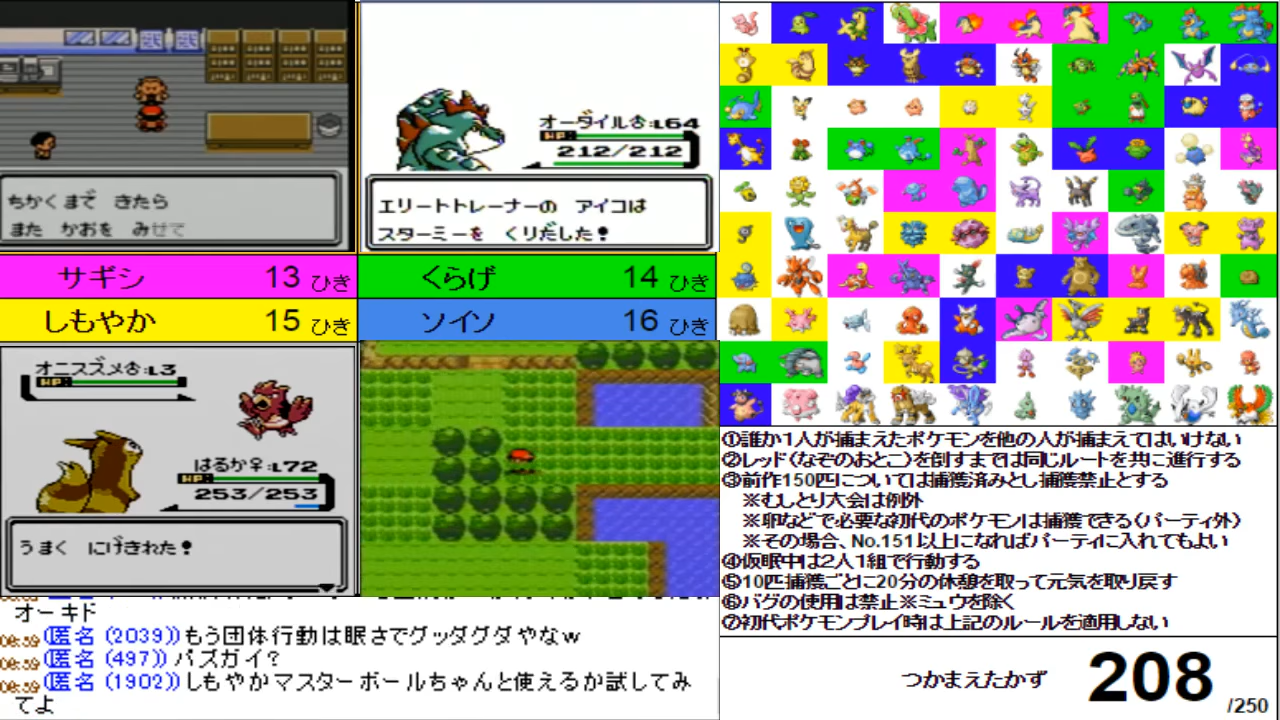 ちかくまで きたら
また かおを みせて
オーダイル♂:L64
HP
212/212
エリートトレーナーの アイコは
スターミーを くりだした!
サギシ 13 ひき
くらげ 14 ひき
しもやか 15 ひき
ソイソ 16 ひき
オニスズメ♂:L3
HP
はるか♀:L72
HP
253/253
うまく にげきれた!
オーキド
06:59 (匿名 (2039)) もう団体行動は眠さでグッダグダやなw
06:59 (匿名 (497)) バズガイ?
06:59 (匿名 (1902)) しもやかマスターボールちゃんと使えるか試してみ
てよ
①誰か1人が捕まえたポケモンを他の人が捕まえてはいけない
②レッド(なぞのおとこ)を倒すまでは同じルートを共に進行する
③前作150匹については捕獲済みとし捕獲禁止とする
※むしとり大会は例外
※卵などで必要な初代のポケモンは捕獲できる(パーティ外)
※その場合、No.151以上になればパーティに入れてもよい
④仮眠中は2人1組で行動する
⑤10匹捕獲ごとに20分の休憩を取って元気を取り戻す
⑥バグの使用は禁止※ミュウを除く
⑦初代ポケモンプレイ時は上記のルールを適用しない
つかまえたかず 208 /250